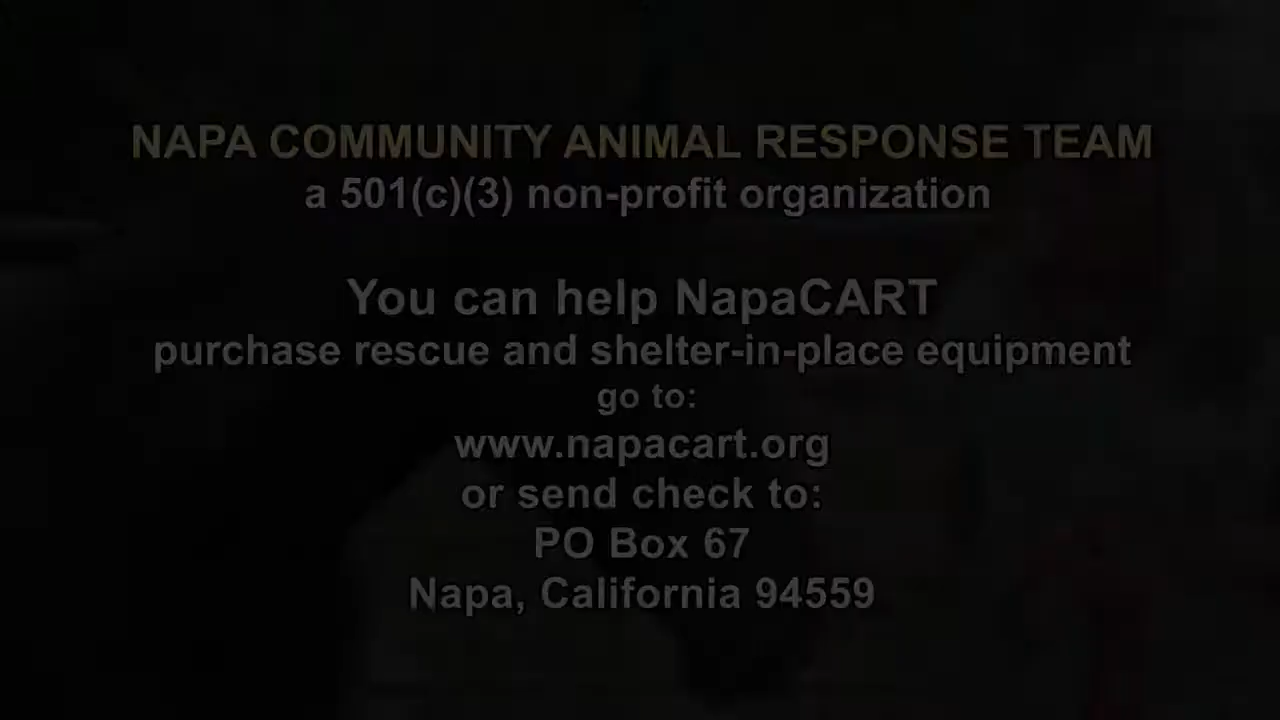 NAPA COMMUNITY ANIMAL RESPONSE TEAM
a 501(c)(3) non-profit organization
You can help NapaCART
purchase rescue and shelter-in-place equipment
go to:
www.napacart.org
or send check to:
PO Box 67
Napa, California 94559